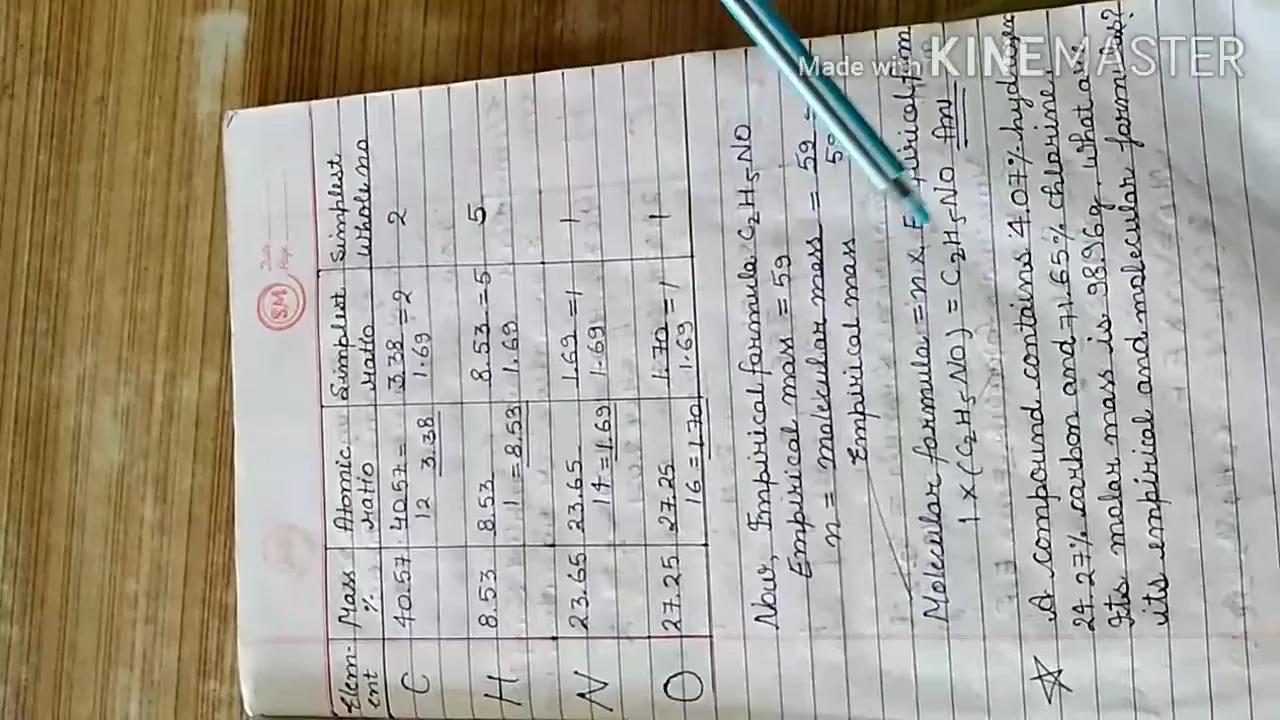 Made with KINEMASTER
SM
Elem- Mass Atomic Simplest Simplest
ent % ratio ratio whole no
C 40.57 40.57 = 3.38 = 2 2
12 3.38 1.69
H 8.53 8.53 8.53 = 5 5
1 = 8.53 1.69
N 23.65 23.65 1.69 = 1 1
14 = 1.69 1.69
O 27.25 27.25 1.70 = 1 1
16 = 1.70 1.69
Now, Empirical formula C2H5NO
Empirical mass = 59
n = molecular mass = 59
Empirical mass 59
Molecular formula = n x
1 x (C2H5NO) = C2H5NO Ans
A compound contains 4.07% hydrogen
24.27% carbon and 71.65% chlorine.
Its molar mass is 98.96g. what are
its empirical and molecular formulas?